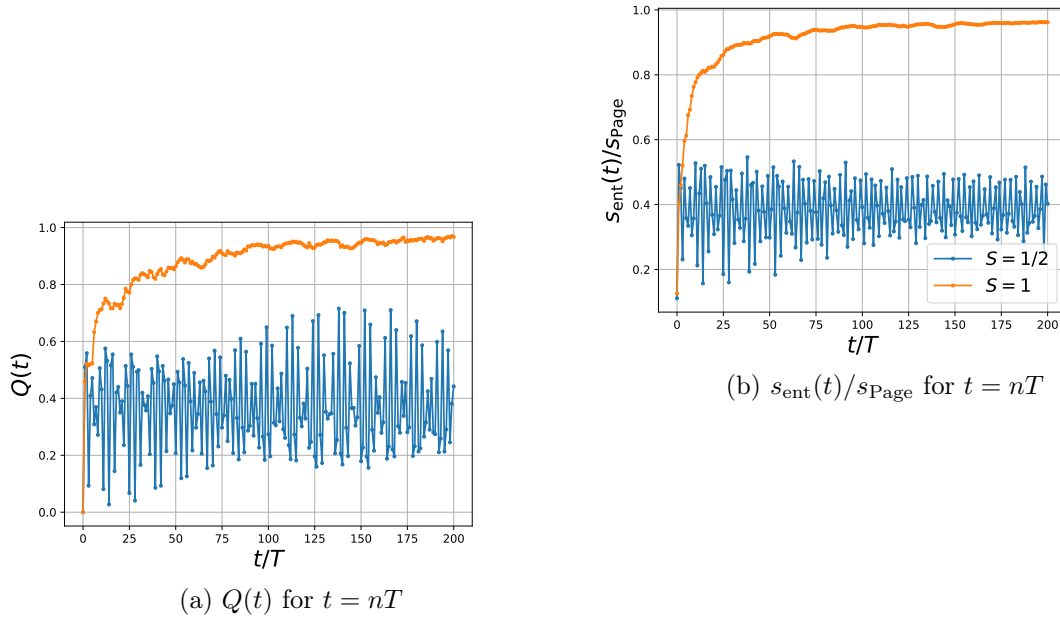 1.0
0.8
0.6
0.4
0.2
0.0
Q(t)
0 25 50 75 100 125 150 175 200
t/T
(a) Q(t) for t = nT
1.0
0.8
0.6
0.4
0.2
s_ent(t)/s_Page
S = 1/2
S = 1
0 25 50 75 100 125 150 175 200
t/T
(b) s_ent(t)/s_Page for t = nT